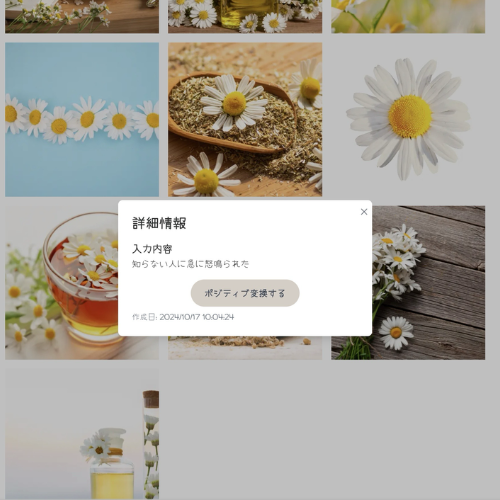 詳細情報
入力内容
知らない人に急に怒鳴られた
ポジティブ変換する
作成日: 2024/10/17 10:04:24